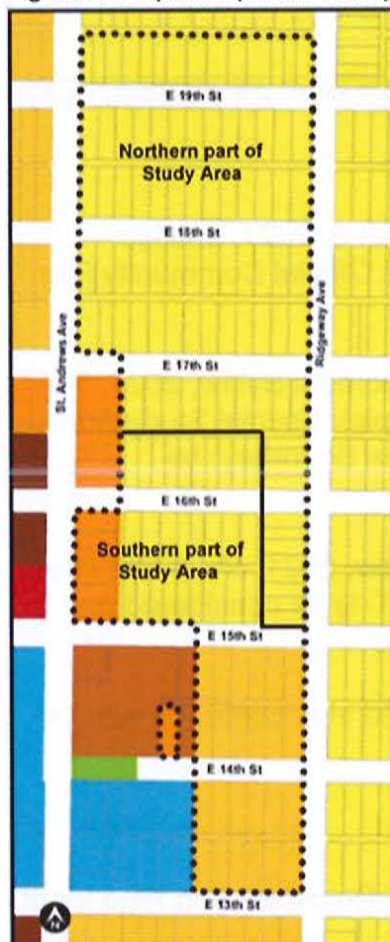 E 19th St
Northern part of
Study Area
E 18th St
St. Andrews Ave
Ridgeway Ave
E 17th St
E 16th St
Southern part of
Study Area
E 15th St
E 14th St
E 13th St
N